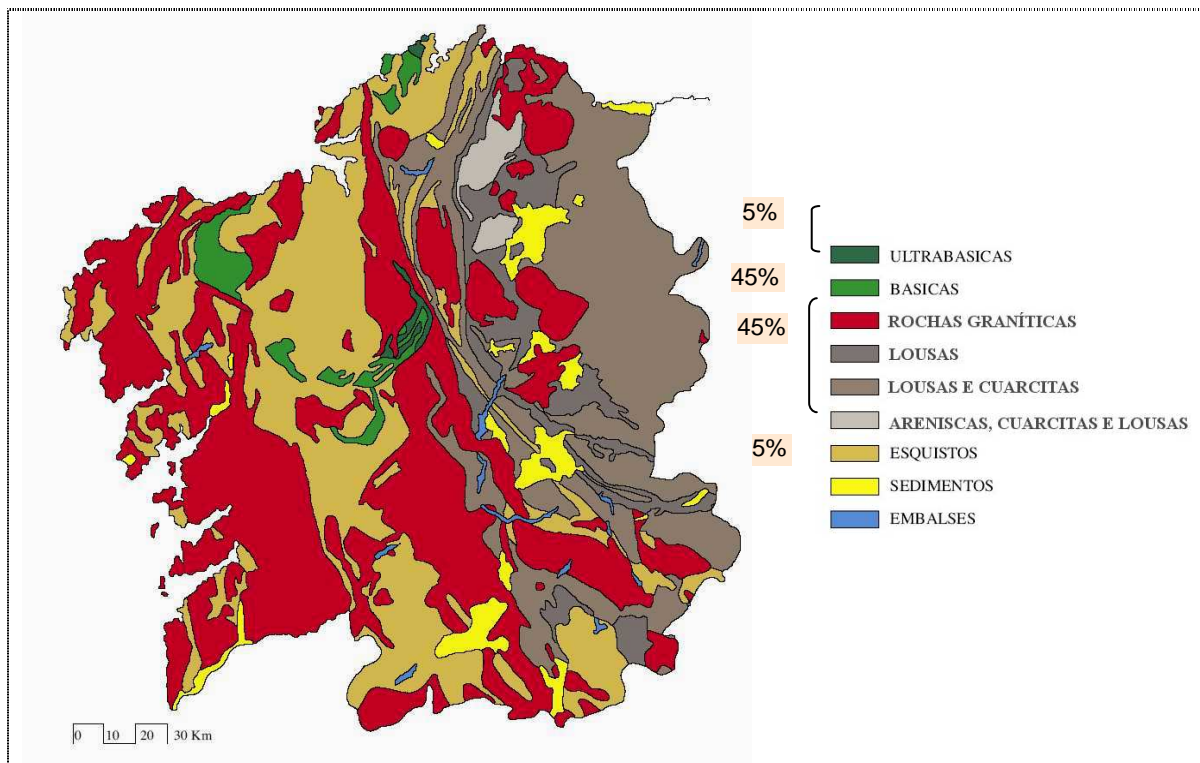 5%
ULTRABASICAS
45%
BASICAS
45%
ROCHAS GRANÍTICAS
LOUSAS
LOUSAS E CUARCITAS
ARENISCAS, CUARCITAS E LOUSAS
5%
ESQUISTOS
SEDIMENTOS
EMBALSES
0 10 20 30 Km